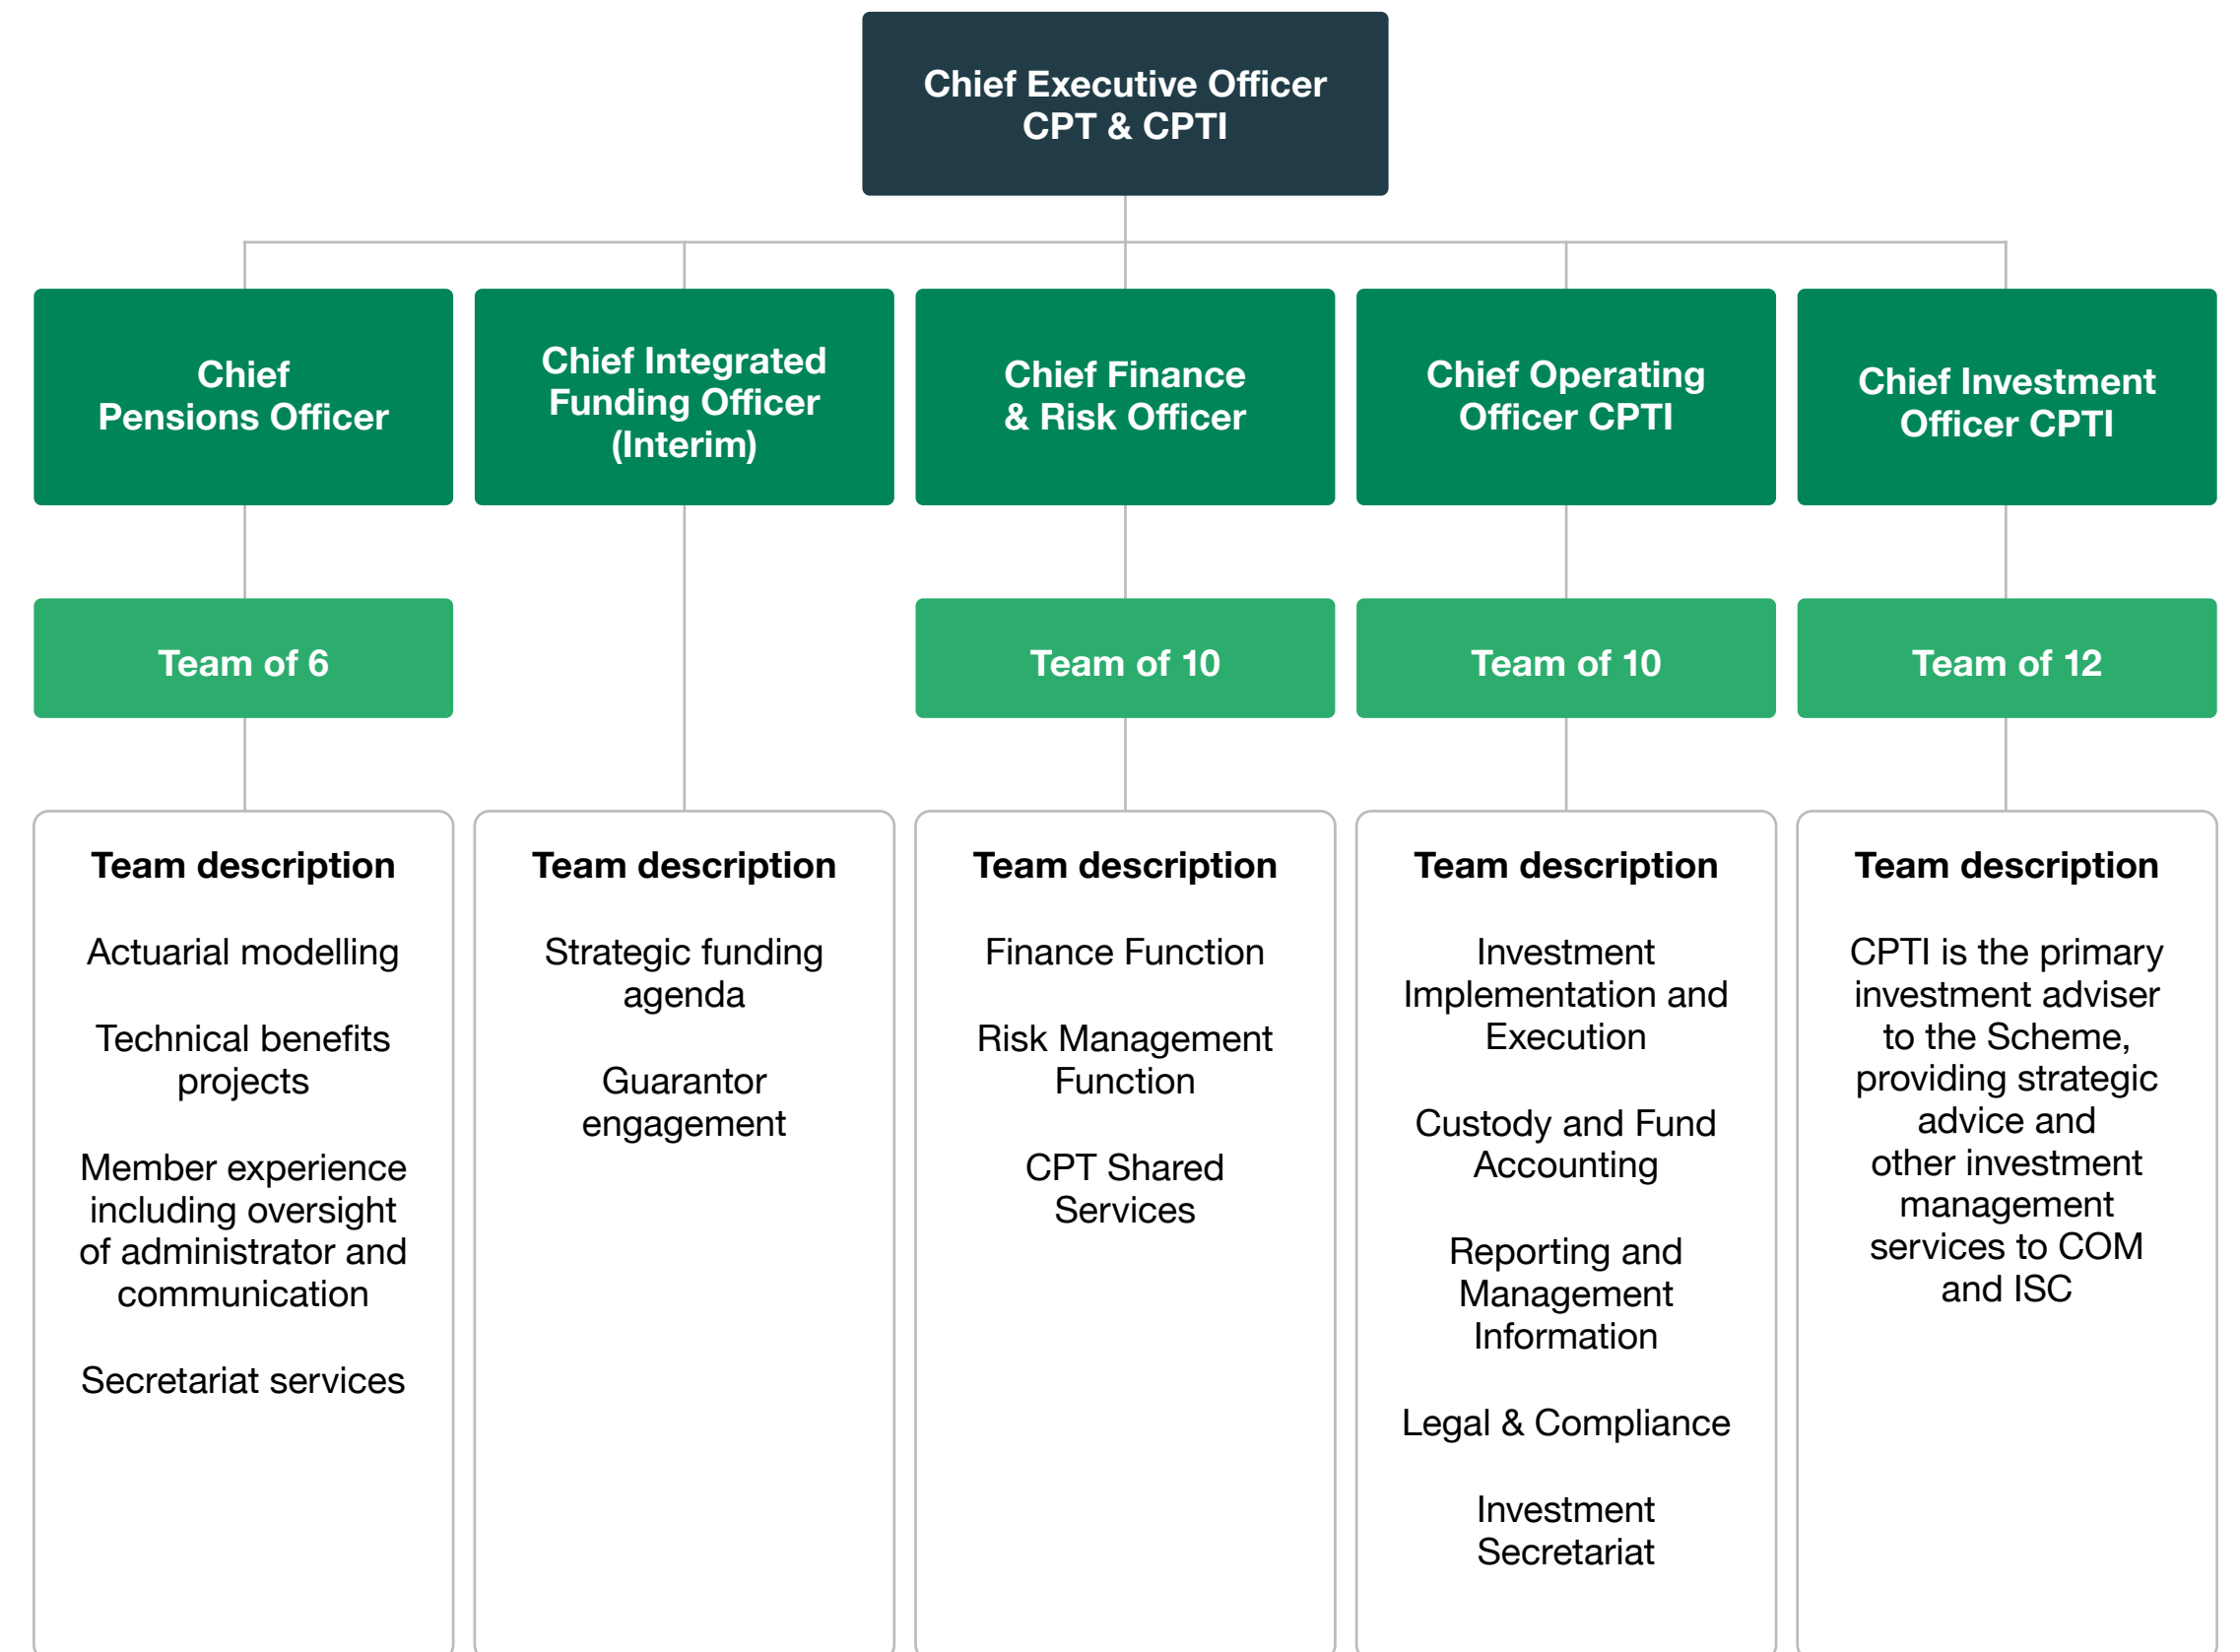 Chief Executive Officer
CPT & CPTI
Chief
Pensions Officer
Chief Integrated
Funding Officer
(Interim)
Chief Finance
& Risk Officer
Chief Operating
Officer CPTI
Chief Investment
Officer CPTI
Team of 6
Team of 10
Team of 10
Team of 12
Team description
Actuarial modelling
Technical benefits
projects
Member experience
including oversight
of administrator and
communication
Secretariat services
Team description
Strategic funding
agenda
Guarantor
engagement
Team description
Finance Function
Risk Management
Function
CPT Shared
Services
Team description
Investment
Implementation and
Execution
Custody and Fund
Accounting
Reporting and
Management
Information
Legal & Compliance
Investment
Secretariat
Team description
CPTI is the primary
investment adviser
to the Scheme,
providing strategic
advice and
other investment
management
services to COM
and ISC